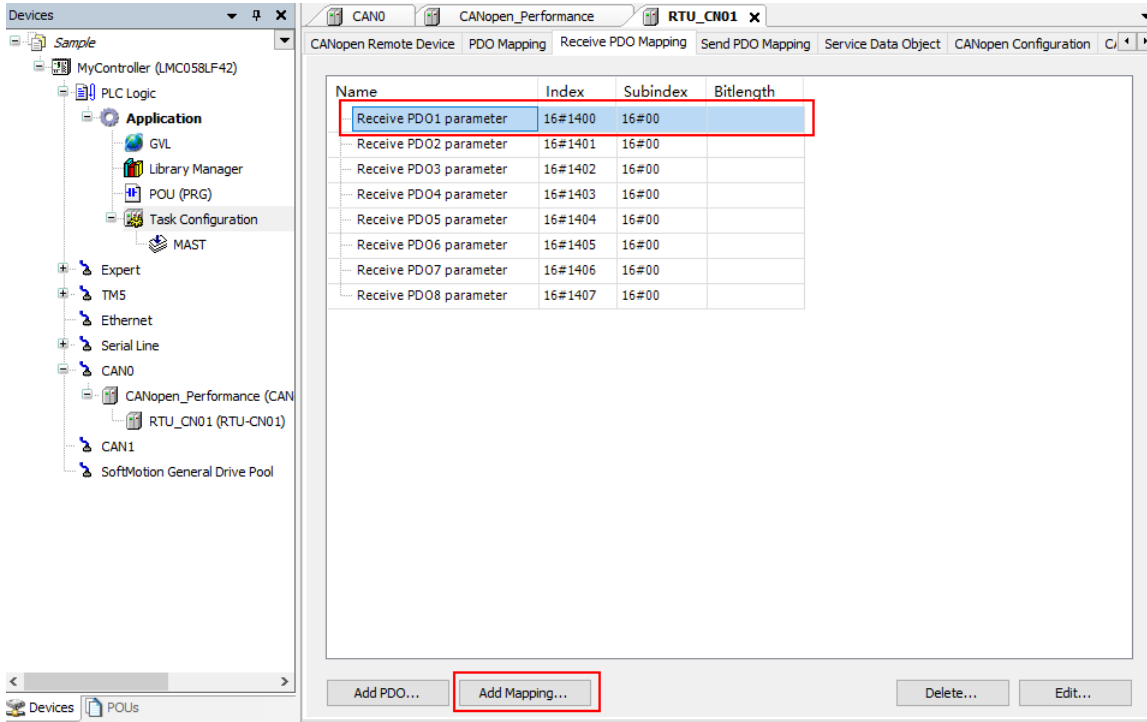 Devices
Sample
MyController (LMC058LF42)
PLC Logic
Application
GVL
Library Manager
POU (PRG)
Task Configuration
MAST
Expert
TM5
Ethernet
Serial Line
CAN0
CANopen_Performance (CAN
RTU_CN01 (RTU-CN01)
CAN1
SoftMotion General Drive Pool
Devices POUs
CAN0 CANopen_Performance RTU_CN01
CANopen Remote Device PDO Mapping Receive PDO Mapping Send PDO Mapping Service Data Object CANopen Configuration
Name Index Subindex Bitlength
Receive PDO1 parameter 16#1400 16#00
Receive PDO2 parameter 16#1401 16#00
Receive PDO3 parameter 16#1402 16#00
Receive PDO4 parameter 16#1403 16#00
Receive PDO5 parameter 16#1404 16#00
Receive PDO6 parameter 16#1405 16#00
Receive PDO7 parameter 16#1406 16#00
Receive PDO8 parameter 16#1407 16#00
Add PDO... Add Mapping... Delete... Edit...